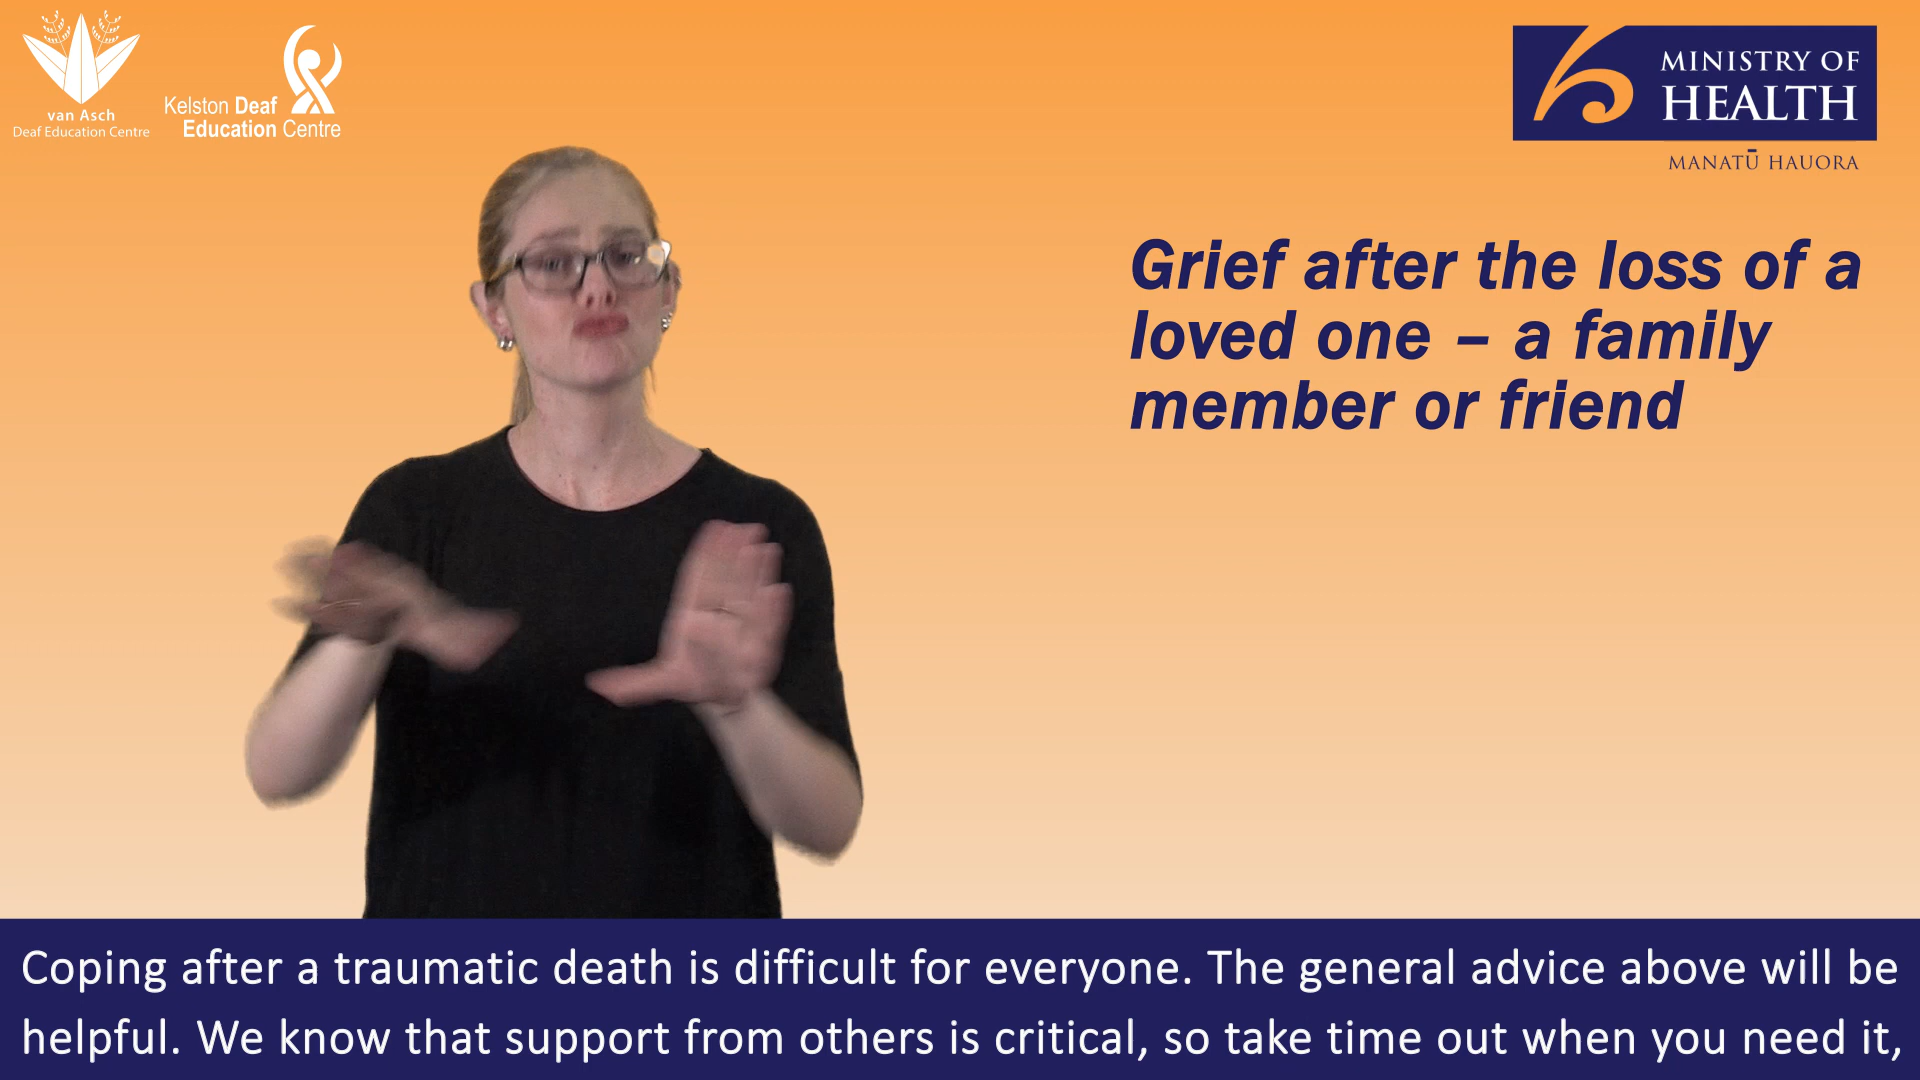 van Asch
Deaf Education Centre
Kelston Deaf
Education Centre
MINISTRY OF
HEALTH
MANATŪ HAUORA
Grief after the loss of a
loved one – a family
member or friend
Coping after a traumatic death is difficult for everyone. The general advice above will be
helpful. We know that support from others is critical, so take time out when you need it,